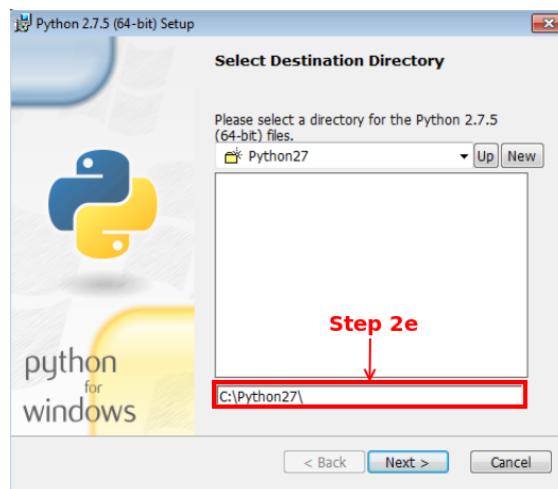 Python 2.7.5 (64-bit) Setup
Select Destination Directory
Please select a directory for the Python 2.7.5
(64-bit) files.
Python27
Up
New
Step 2e
C:\Python27\
python
for
windows
< Back
Next >
Cancel